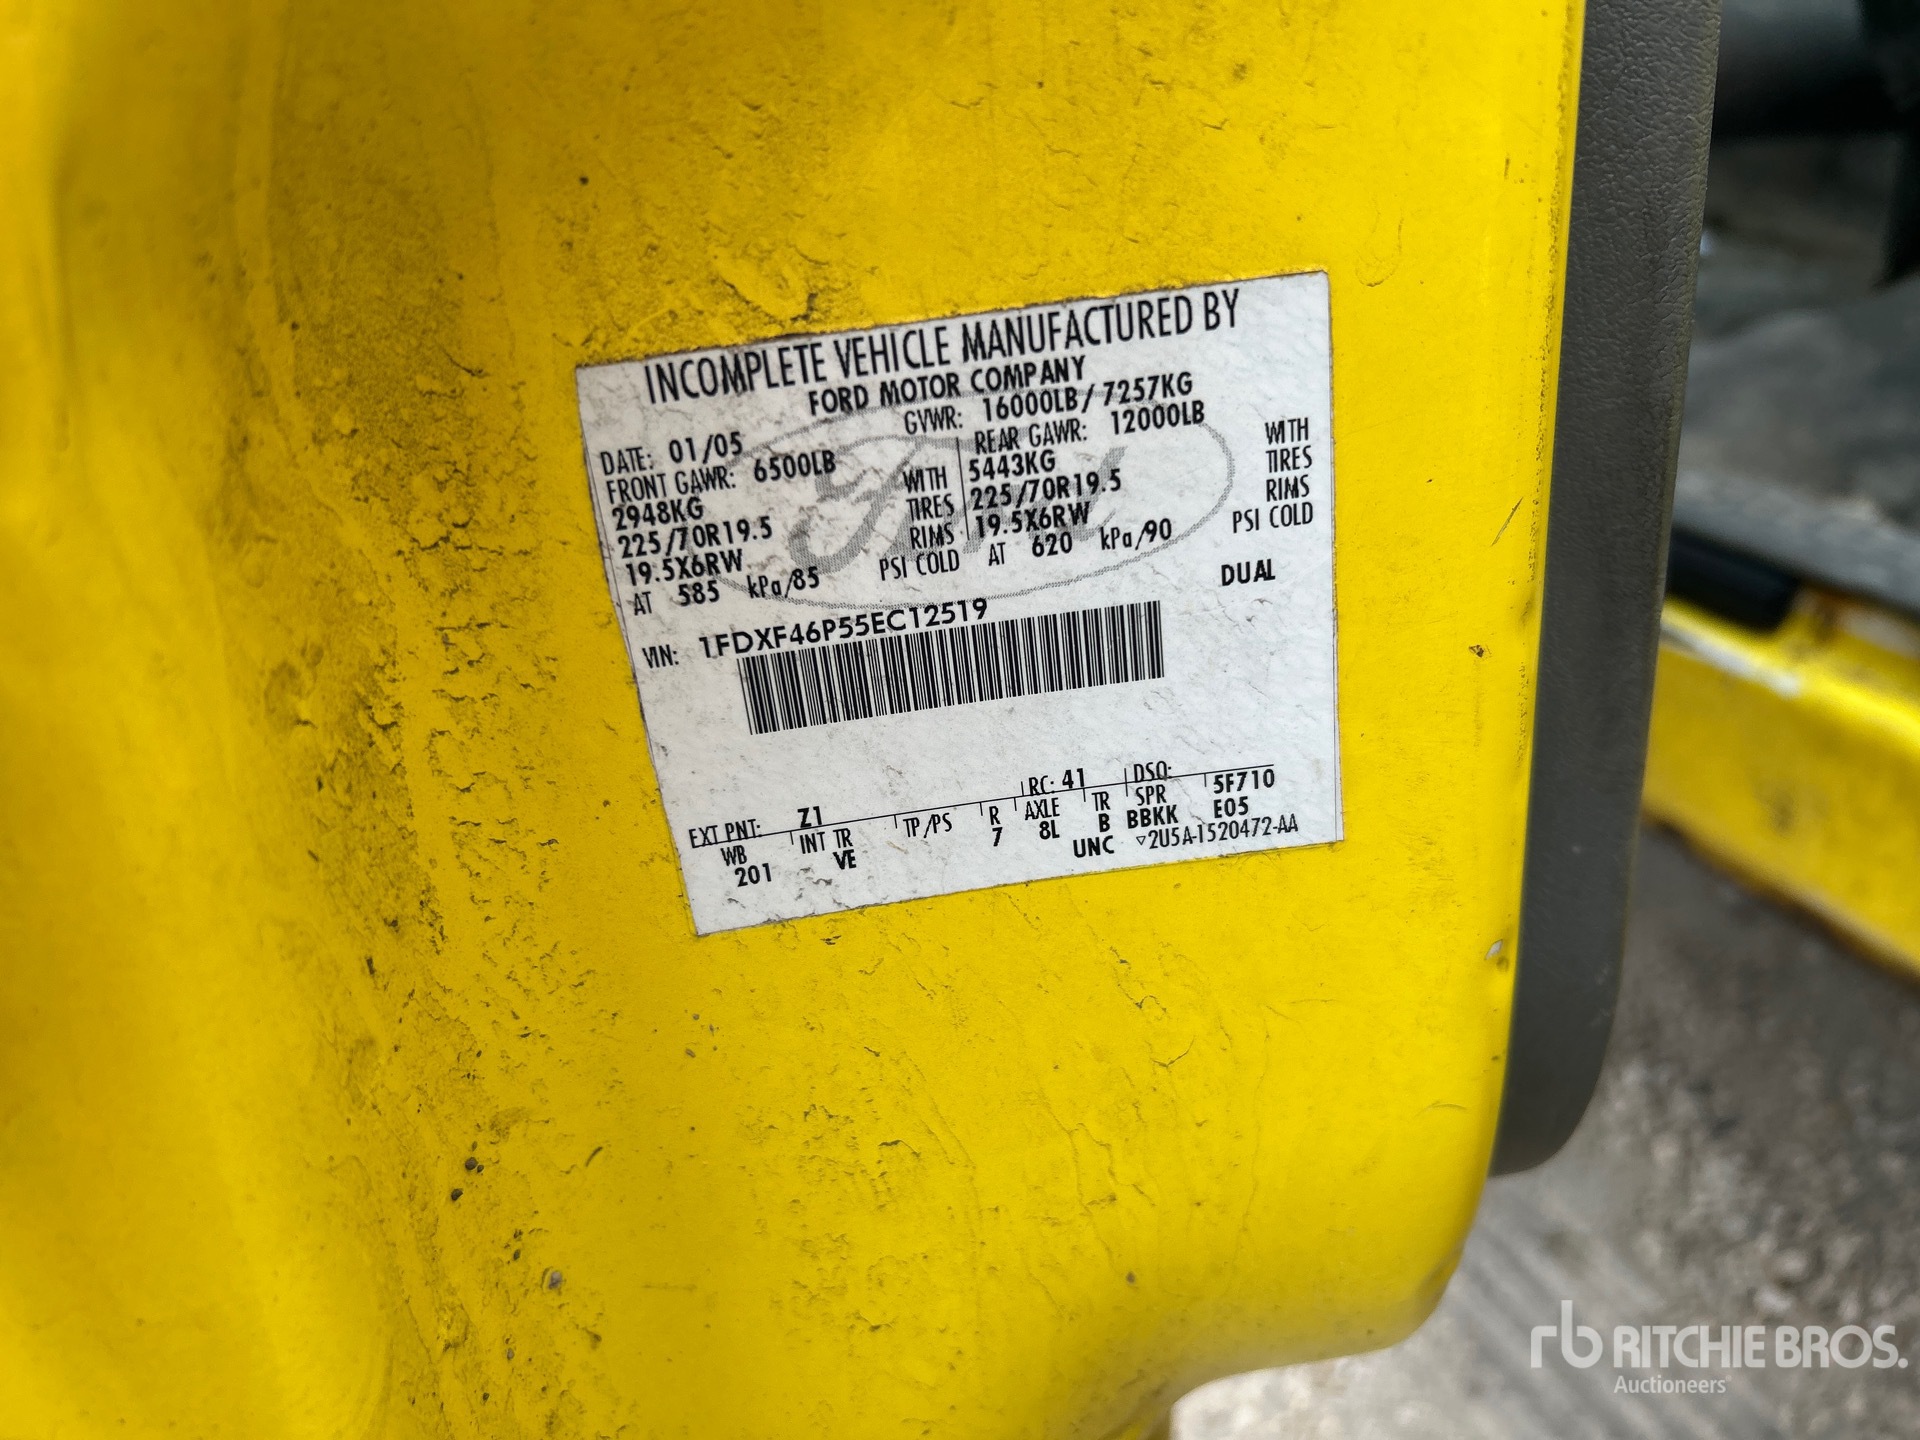 INCOMPLETE VEHICLE MANUFACTURED BY
FORD MOTOR COMPANY
DATE: 01/05 GVWR: 16000LB/ 7257KG
FRONT GAWR: 6500LB REAR GAWR: 12000LB
2948KG WITH 5443KG WITH
225/70R19.5 TIRES 225/70R19.5 TIRES
19.5X6RW RIMS 19.5X6RW RIMS
AT 585 kPa/85 PSI COLD AT 620 kPa/90 PSI COLD
VIN: 1FDXF46P55EC12519 DUAL
EXT PNT: Z1 RC: 41 DSO: 5F710
WB INT TR TP/PS R AXLE TR SPR E05
201 VE 7 8L B BBKK
UNC ▿2U5A-1520472-AA
Ford
rb RITCHIE BROS.
Auctioneers